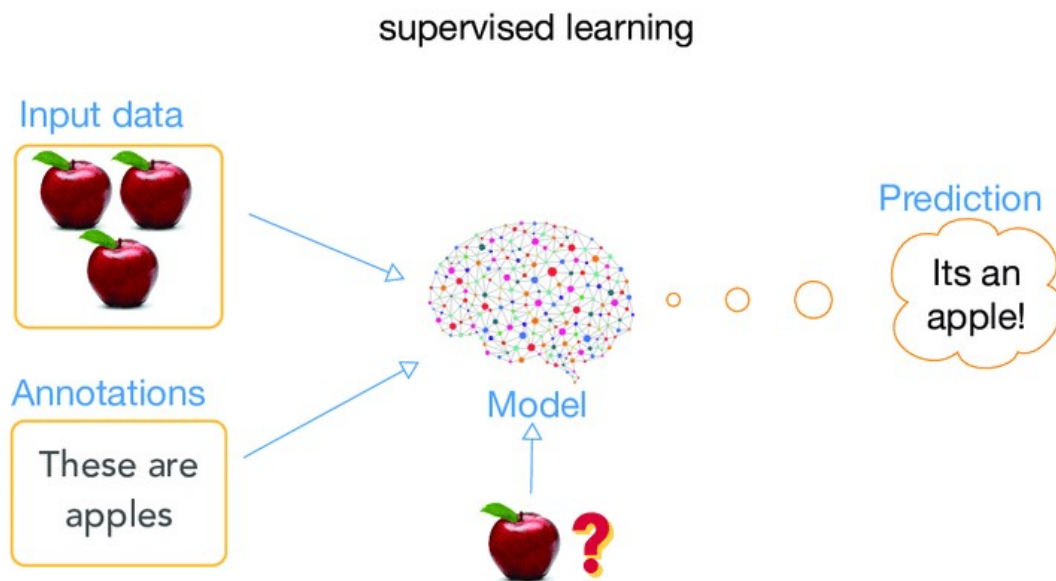 supervised learning
Input data
Annotations
These are
apples
Model
?
Prediction
Its an
apple!